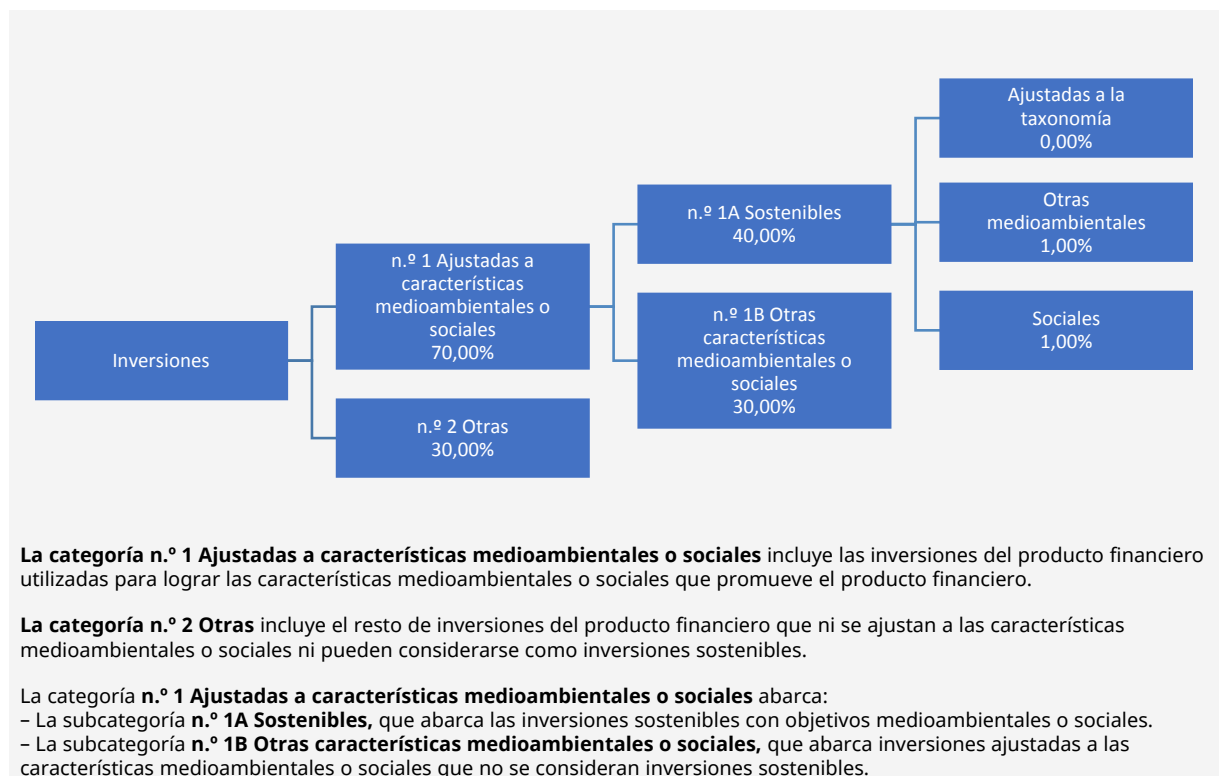 Inversiones
n.º 1 Ajustadas a
características
medioambientales o
sociales
70,00%
n.º 2 Otras
30,00%
n.º 1A Sostenibles
40,00%
n.º 1B Otras
características
medioambientales o
sociales
30,00%
Ajustadas a la
taxonomía
0,00%
Otras
medioambientales
1,00%
Sociales
1,00%
La categoría n.º 1 Ajustadas a características medioambientales o sociales incluye las inversiones del producto financiero
utilizadas para lograr las características medioambientales o sociales que promueve el producto financiero.
La categoría n.º 2 Otras incluye el resto de inversiones del producto financiero que ni se ajustan a las características
medioambientales o sociales ni pueden considerarse como inversiones sostenibles.
La categoría n.º 1 Ajustadas a características medioambientales o sociales abarca:
– La subcategoría n.º 1A Sostenibles, que abarca las inversiones sostenibles con objetivos medioambientales o sociales.
– La subcategoría n.º 1B Otras características medioambientales o sociales, que abarca inversiones ajustadas a las
características medioambientales o sociales que no se consideran inversiones sostenibles.